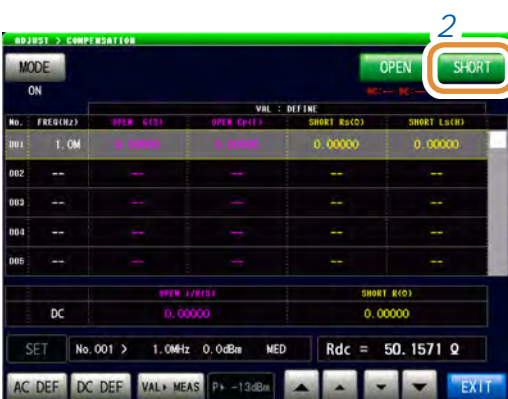 2
ADJUST > COMPENSATION
MODE OPEN SHORT
ON AC:-- DC:--
VAL : DEFINE
No. FREQ(Hz) OPEN G(S) OPEN Cp(F) SHORT Rs(Ω) SHORT Ls(H)
001 1.0M 0.00000 0.00000 0.00000 0.00000
002 -- -- -- -- --
003 -- -- -- -- --
004 -- -- -- -- --
005 -- -- -- -- --
OPEN 1/R(S) SHORT R(Ω)
DC 0.00000 0.00000
SET No.001 > 1.0MHz 0.0dBm MED Rdc = 50.1571 Ω
AC DEF DC DEF VAL▸MEAS P▸ -13dBm EXIT